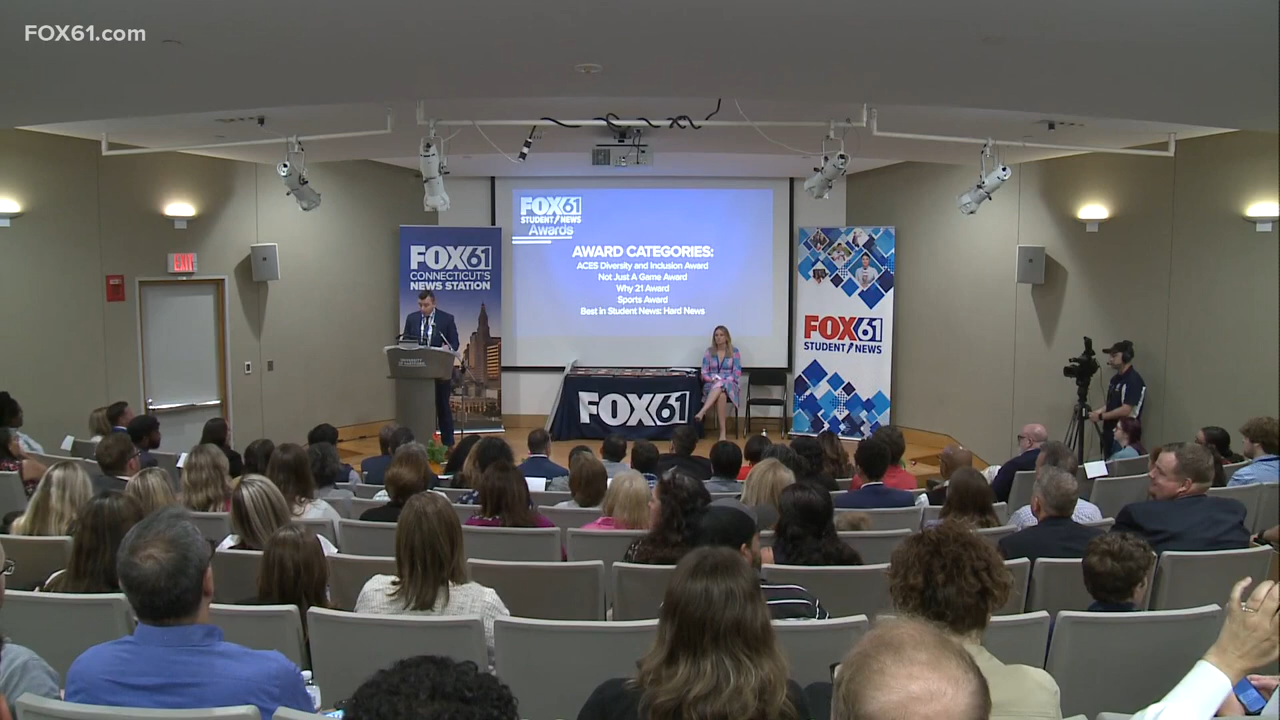 FOX61.com
FOX61
STUDENT NEWS
Awards
AWARD CATEGORIES:
ACES Diversity and Inclusion Award
Not Just A Game Award
Why 21 Award
Sports Award
Best in Student News: Hard News
FOX61
CONNECTICUT'S
NEWS STATION
EXIT
FOX61
STUDENT NEWS
FOX61